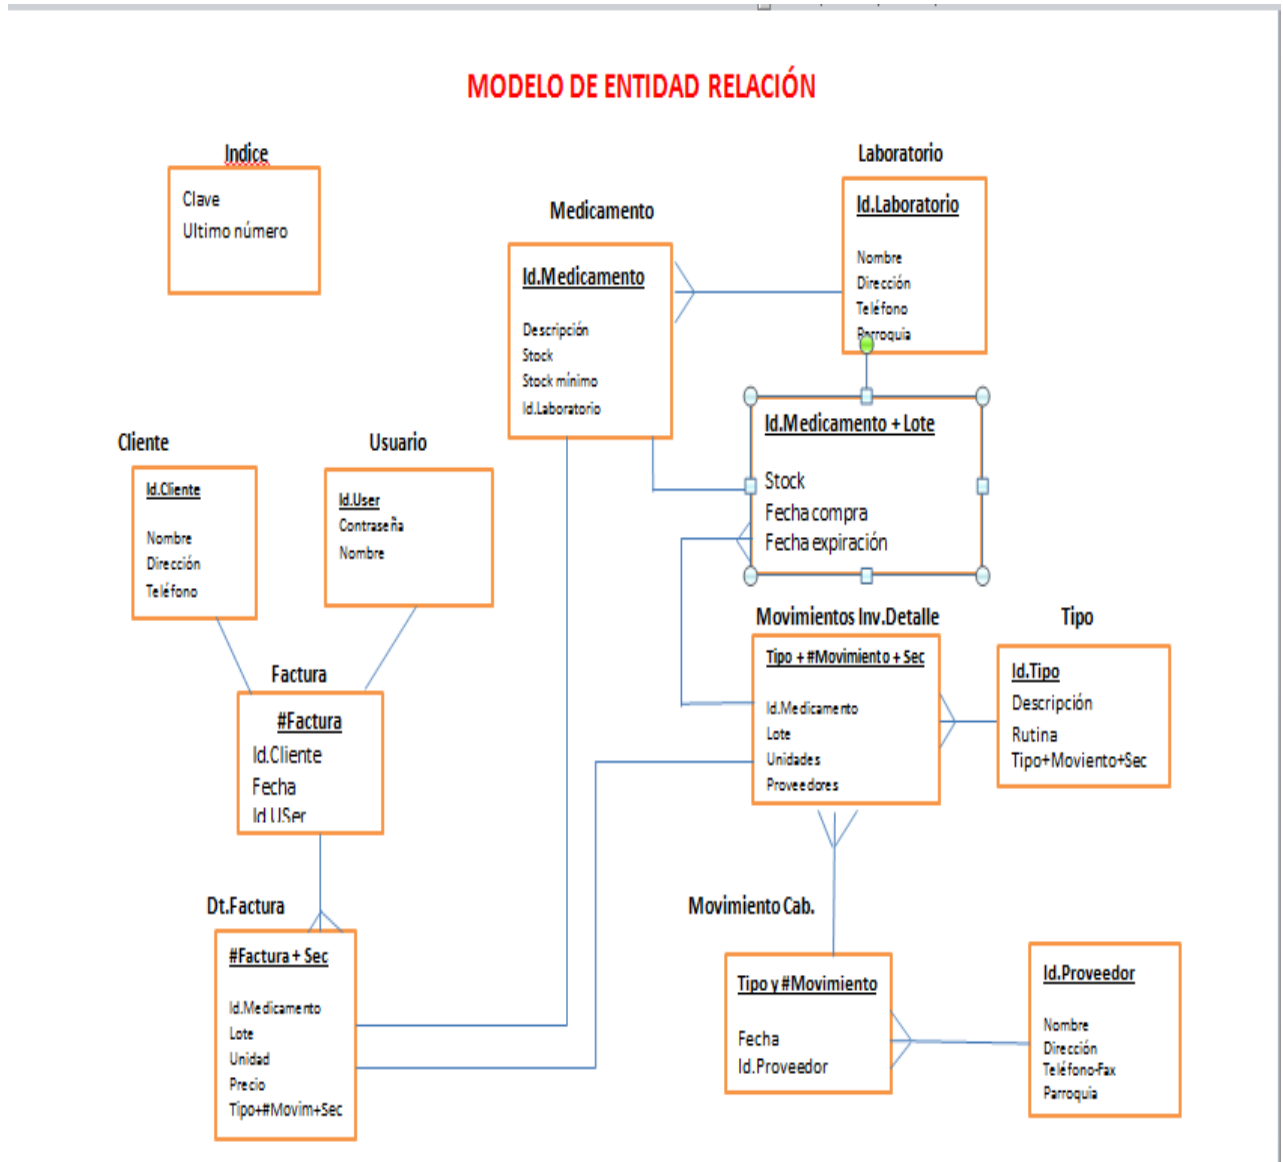 MODELO DE ENTIDAD RELACIÓN
Indice
Clave
Ultimo número
Laboratorio
Id.Laboratorio
Nombre
Dirección
Teléfono
Parroquia
Medicamento
Id.Medicamento
Descripción
Stock
Stock mínimo
Id.Laboratorio
Id.Medicamento + Lote
Stock
Fecha compra
Fecha expiración
Cliente
Id.Cliente
Nombre
Dirección
Teléfono
Usuario
Id.User
Contraseña
Nombre
Movimientos Inv.Detalle
Tipo + #Movimiento + Sec
Id.Medicamento
Lote
Unidades
Proveedores
Tipo
Id.Tipo
Descripción
Rutina
Tipo+Moviento+Sec
Factura
#Factura
Id.Cliente
Fecha
Id.USer
Dt.Factura
#Factura + Sec
Id.Medicamento
Lote
Unidad
Precio
Tipo+#Movim+Sec
Movimiento Cab.
Tipo y #Movimiento
Fecha
Id.Proveedor
Id.Proveedor
Nombre
Dirección
Teléfono-Fax
Parroquia